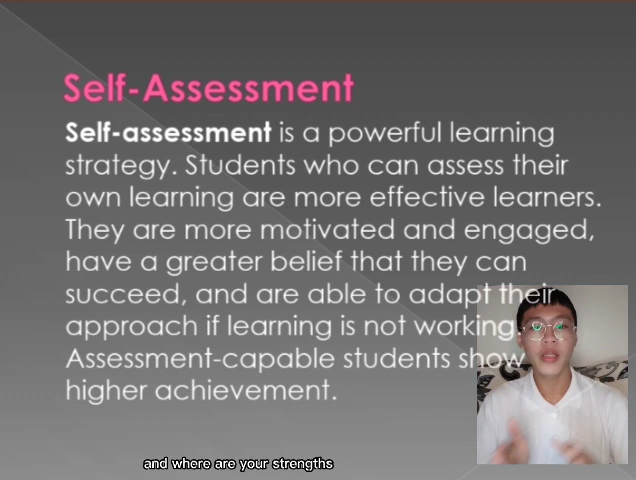 Self-Assessment
Self-assessment is a powerful learning
strategy. Students who can assess their
own learning are more effective learners.
They are more motivated and engaged,
have a greater belief that they can
succeed, and are able to adapt their
approach if learning is not working.
Assessment-capable students show
higher achievement.
and where are your strengths